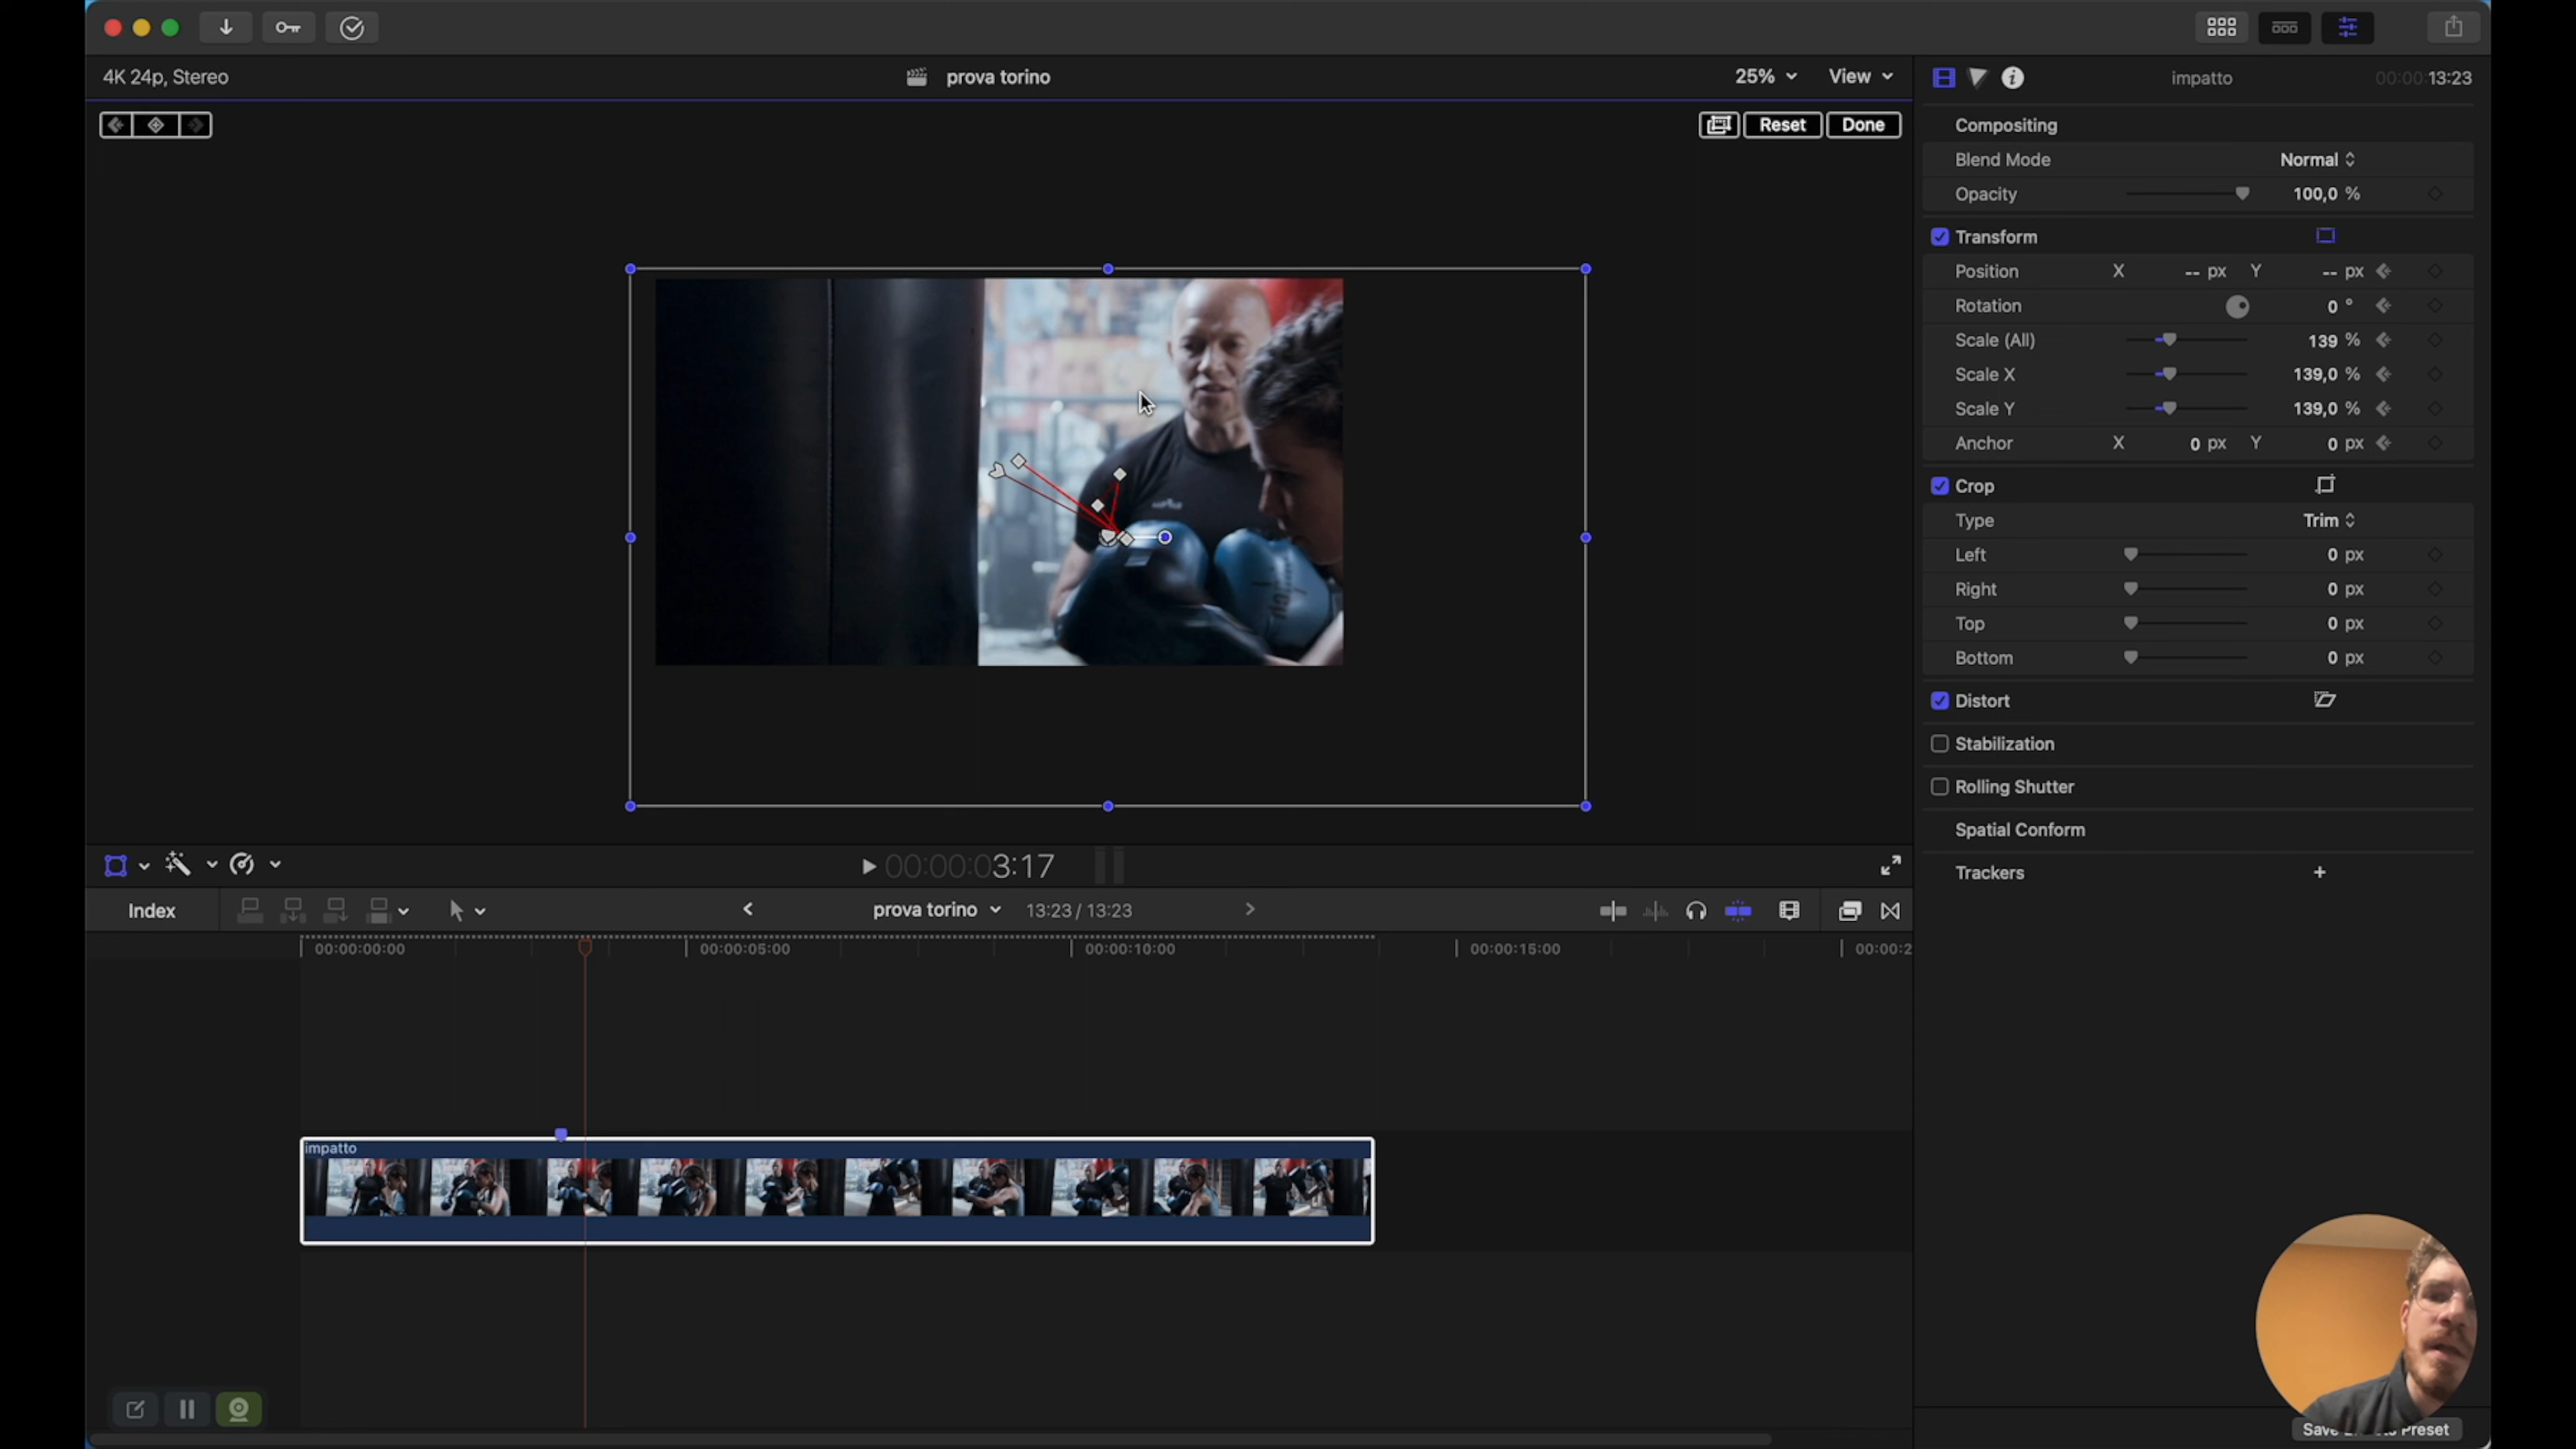 4K 24p, Stereo
prova torino
25%
View
impatto
00:00:13:23
Reset
Done
Compositing
Blend Mode
Normal
Opacity
100,0 %
Transform
Position
X
-- px
Y
-- px
Rotation
0 °
Scale (All)
139 %
Scale X
139,0 %
Scale Y
139,0 %
Anchor
X
0 px
Y
0 px
Crop
Type
Trim
Left
0 px
Right
0 px
Top
0 px
Bottom
0 px
Distort
Stabilization
Rolling Shutter
Spatial Conform
Trackers
00:00:03:17
Index
prova torino
13:23 / 13:23
00:00:00:00
00:00:05:00
00:00:10:00
00:00:15:00
00:00:2
impatto
Preset